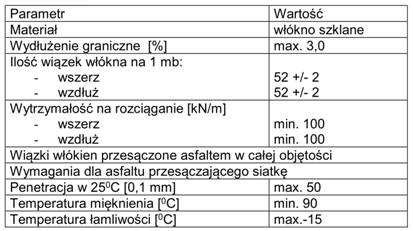 Parametr Wartość
Materiał włókno szklane
Wydłużenie graniczne [%] max. 3,0
Ilość wiązek włókna na 1 mb:
- wszerz 52 +/- 2
- wzdłuż 52 +/- 2
Wytrzymałość na rozciąganie [kN/m]
- wszerz min. 100
- wzdłuż min. 100
Wiązki włókien przesączone asfaltem w całej objętości
Wymagania dla asfaltu przesączającego siatkę
Penetracja w 25⁰C [0,1 mm] max. 50
Temperatura mięknienia [⁰C] min. 90
Temperatura łamliwości [⁰C] max.-15